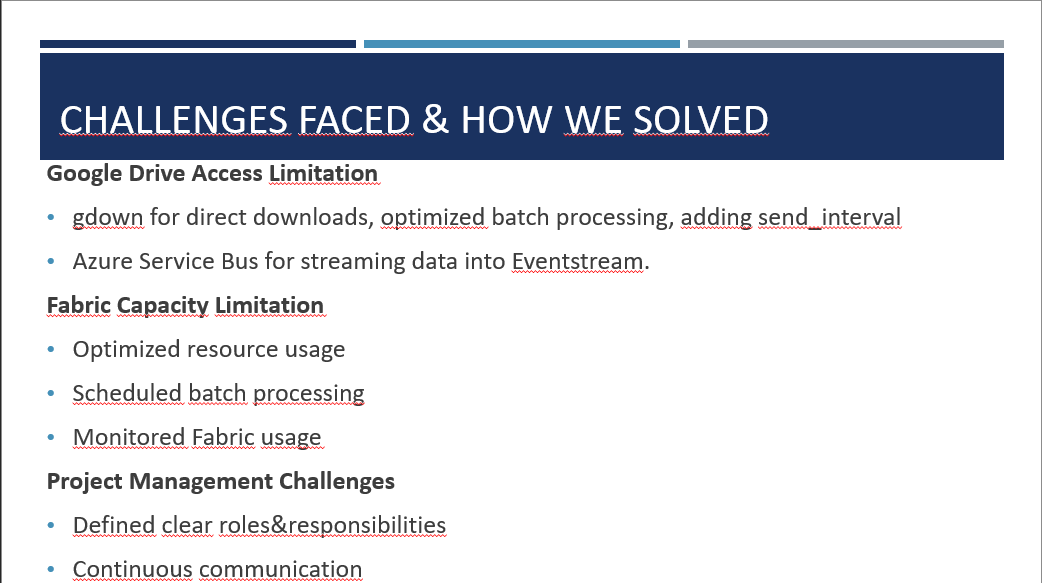 CHALLENGES FACED & HOW WE SOLVED
Google Drive Access Limitation
• gdown for direct downloads, optimized batch processing, adding send_interval
• Azure Service Bus for streaming data into Eventstream.
Fabric Capacity Limitation
• Optimized resource usage
• Scheduled batch processing
• Monitored Fabric usage
Project Management Challenges
• Defined clear roles&responsibilities
• Continuous communication